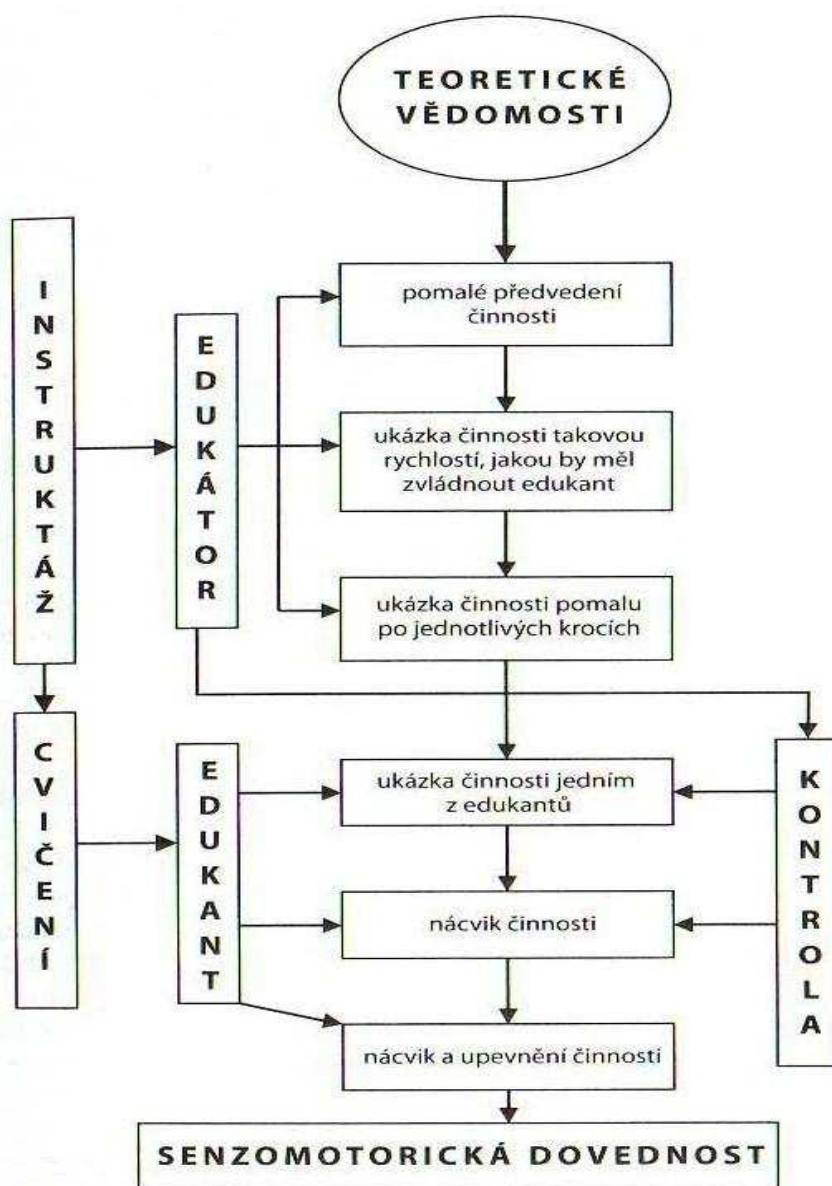 TEORETICKÉ
VĚDOMOSTI
INSTRUKTÁŽ
EDUKÁTOR
pomalé předvedení
činnosti
ukázka činnosti takovou
rychlostí, jakou by měl
zvládnout edukant
ukázka činnosti pomalu
po jednotlivých krocích
CVIČENÍ
EDUKANT
ukázka činnosti jedním
z edukantů
nácvik činnosti
nácvik a upevnění činností
KONTROLA
SENZOMOTORICKÁ DOVEDNOST